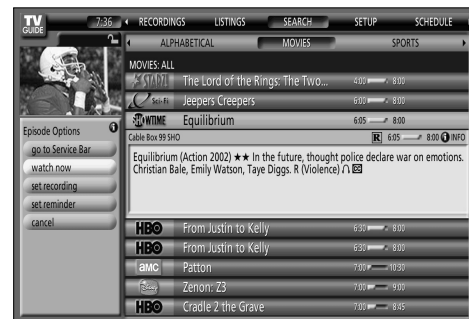 TV GUIDE 7:36
RECORDINGS LISTINGS SEARCH SETUP SCHEDULE
ALPHABETICAL MOVIES SPORTS
MOVIES: ALL
STARZ! The Lord of the Rings: The Two... 4:00 8:00
Sci-Fi Jeepers Creepers 6:00 8:00
SHOWTIME Equilibrium 6:05 8:00
Cable Box 99 SHO R 6:05 8:00 INFO
Equilibrium (Action 2002) ★★ In the future, thought police declare war on emotions.
Christian Bale, Emily Watson, Taye Diggs. R (Violence)
Episode Options
go to Service Bar
watch now
set recording
set reminder
cancel
HBO From Justin to Kelly 6:30 8:00
HBO From Justin to Kelly 6:30 8:00
amc Patton 7:00 10:30
Disney Zenon: Z3 7:00 9:00
HBO Cradle 2 the Grave 7:00 8:45